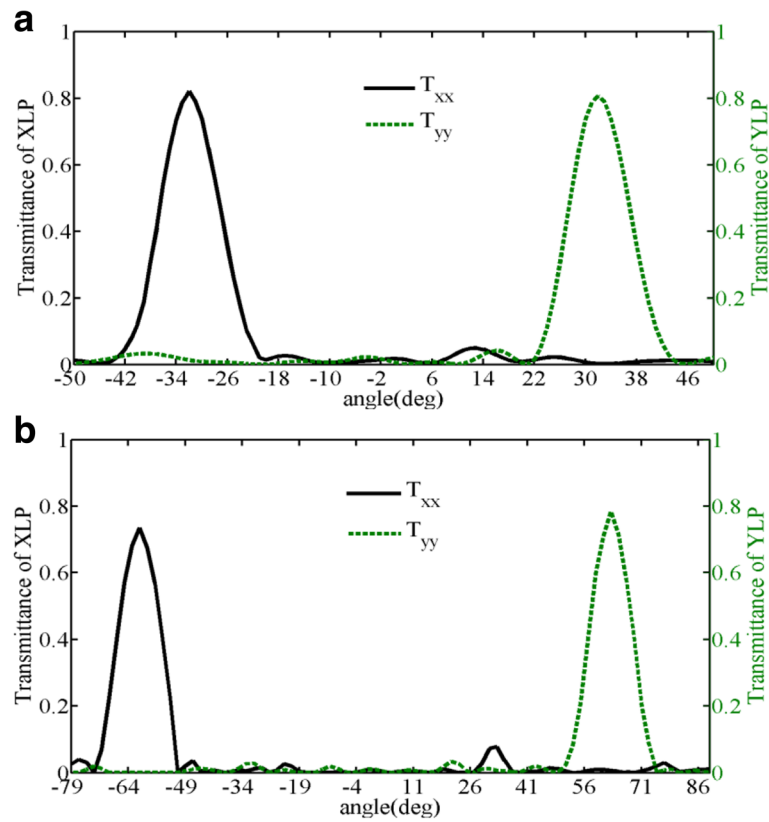 a
1 1
0.8 0.8
0.6 0.6
0.4 0.4
0.2 0.2
0 0
Transmittance of XLP
Transmittance of YLP
Txx
Tyy
-50 -42 -34 -26 -18 -10 -2 6 14 22 30 38 46
angle(deg)
b
1 1
0.8 0.8
0.6 0.6
0.4 0.4
0.2 0.2
0 0
Transmittance of XLP
Transmittance of YLP
Txx
Tyy
-79 -64 -49 -34 -19 -4 11 26 41 56 71 86
angle(deg)